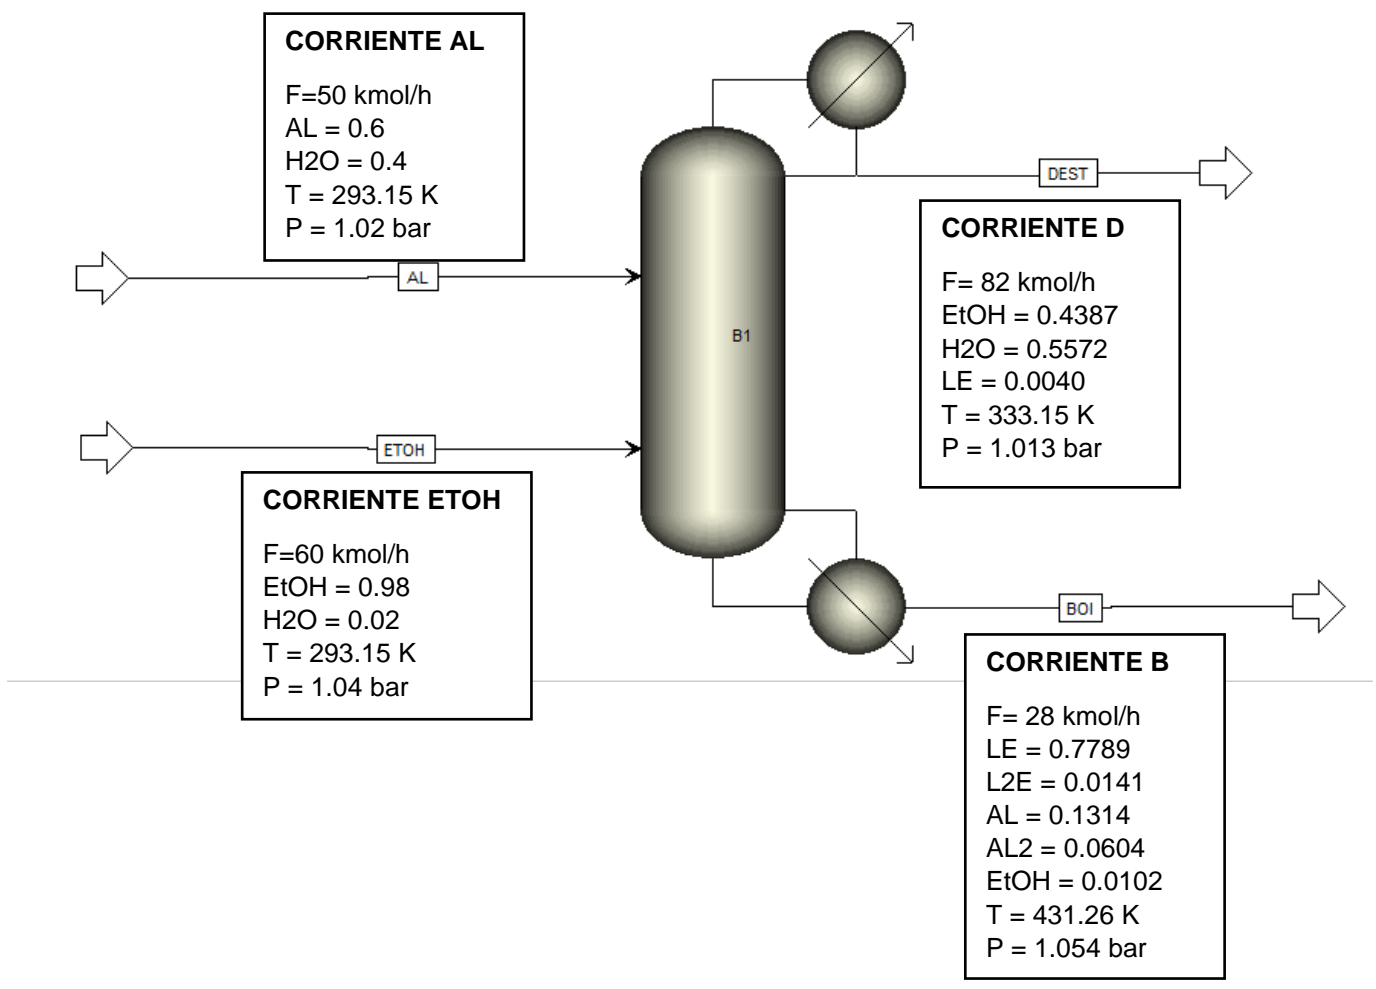 CORRIENTE AL
F=50 kmol/h
AL = 0.6
H2O = 0.4
T = 293.15 K
P = 1.02 bar
AL
DEST
CORRIENTE D
F= 82 kmol/h
EtOH = 0.4387
H2O = 0.5572
LE = 0.0040
T = 333.15 K
P = 1.013 bar
B1
ETOH
CORRIENTE ETOH
F=60 kmol/h
EtOH = 0.98
H2O = 0.02
T = 293.15 K
P = 1.04 bar
BOI
CORRIENTE B
F= 28 kmol/h
LE = 0.7789
L2E = 0.0141
AL = 0.1314
AL2 = 0.0604
EtOH = 0.0102
T = 431.26 K
P = 1.054 bar